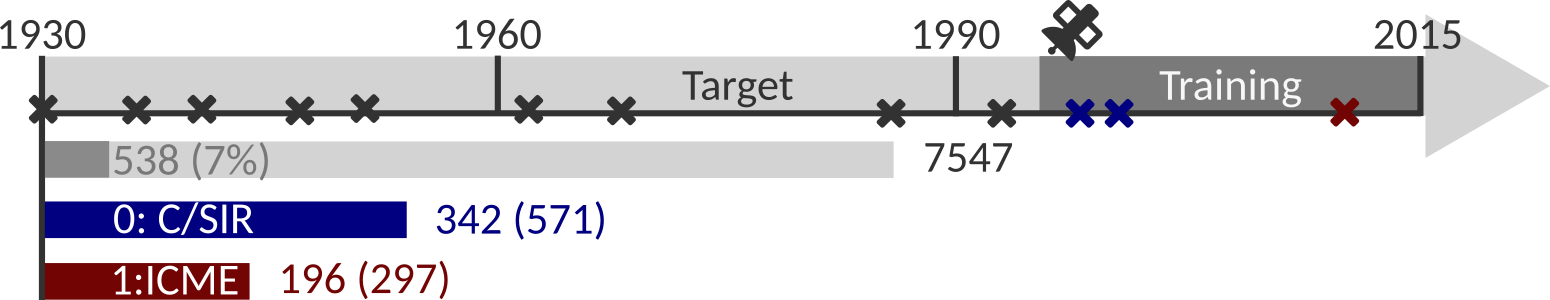 1930 1960 1990 2015
Target Training
538 (7%) 7547
0: C/SIR 342 (571)
1:ICME 196 (297)